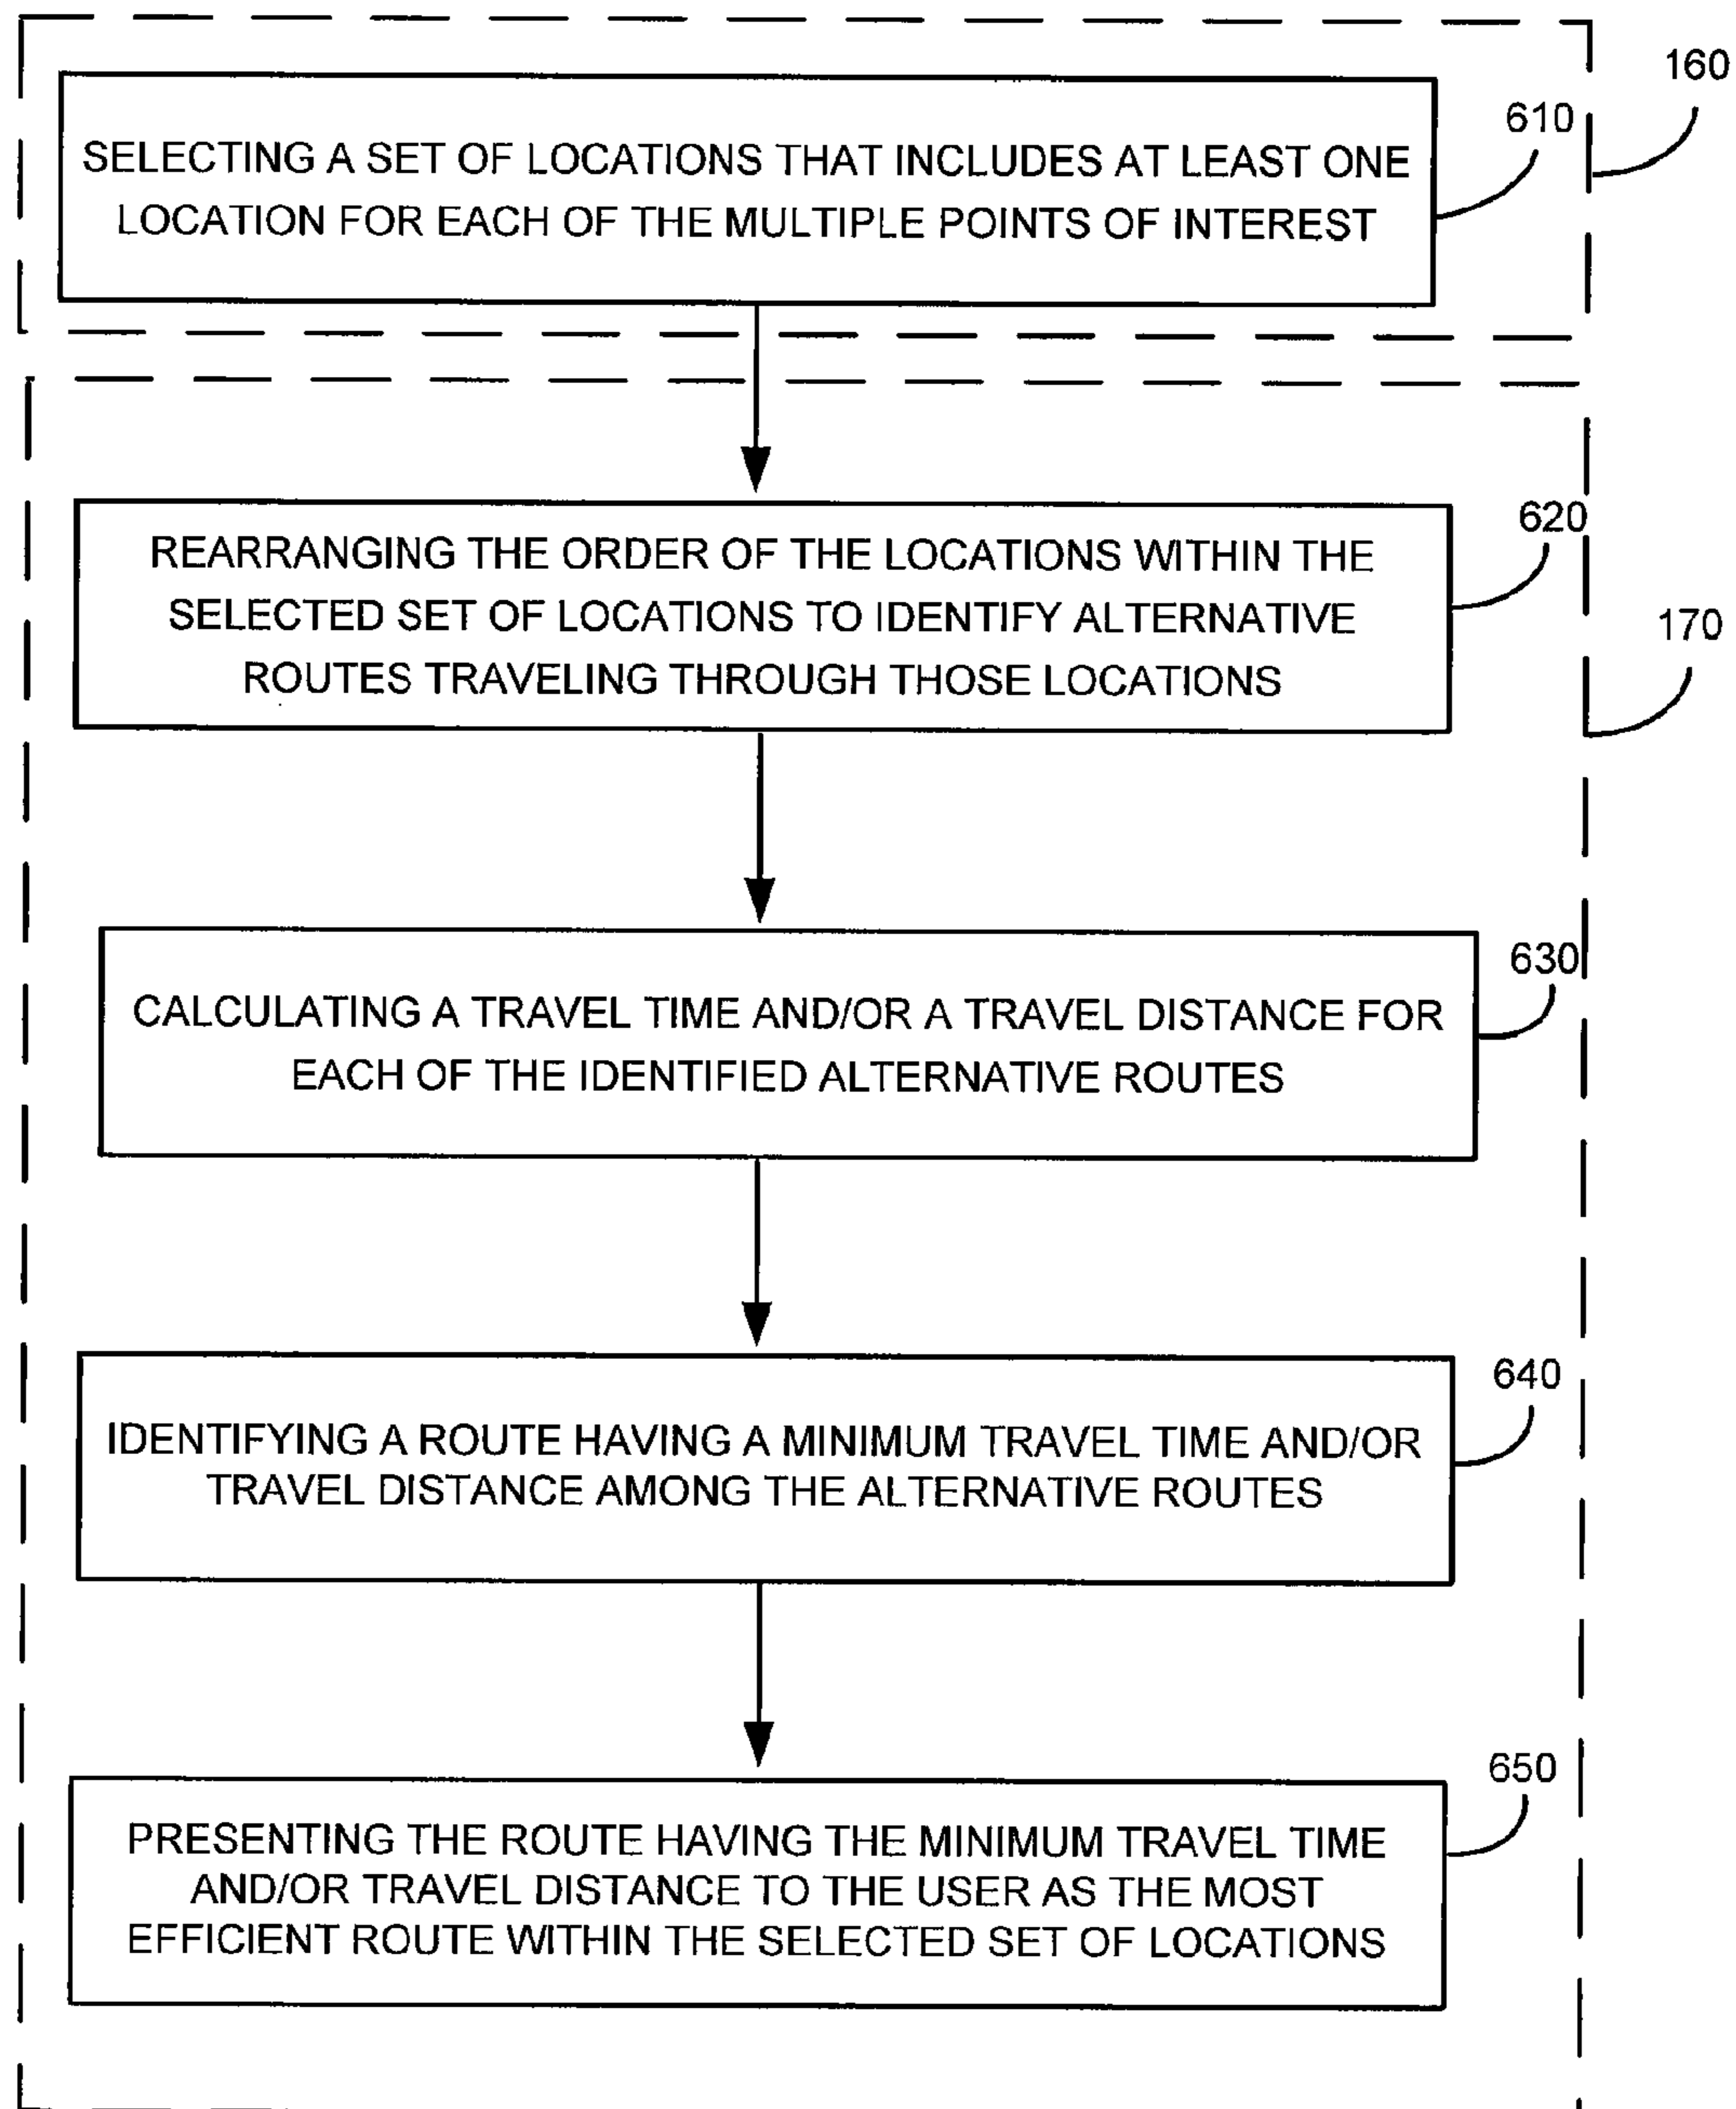 160
610
SELECTING A SET OF LOCATIONS THAT INCLUDES AT LEAST ONE
LOCATION FOR EACH OF THE MULTIPLE POINTS OF INTEREST
620
REARRANGING THE ORDER OF THE LOCATIONS WITHIN THE
SELECTED SET OF LOCATIONS TO IDENTIFY ALTERNATIVE
ROUTES TRAVELING THROUGH THOSE LOCATIONS
170
630
CALCULATING A TRAVEL TIME AND/OR A TRAVEL DISTANCE FOR
EACH OF THE IDENTIFIED ALTERNATIVE ROUTES
640
IDENTIFYING A ROUTE HAVING A MINIMUM TRAVEL TIME AND/OR
TRAVEL DISTANCE AMONG THE ALTERNATIVE ROUTES
650
PRESENTING THE ROUTE HAVING THE MINIMUM TRAVEL TIME
AND/OR TRAVEL DISTANCE TO THE USER AS THE MOST
EFFICIENT ROUTE WITHIN THE SELECTED SET OF LOCATIONS